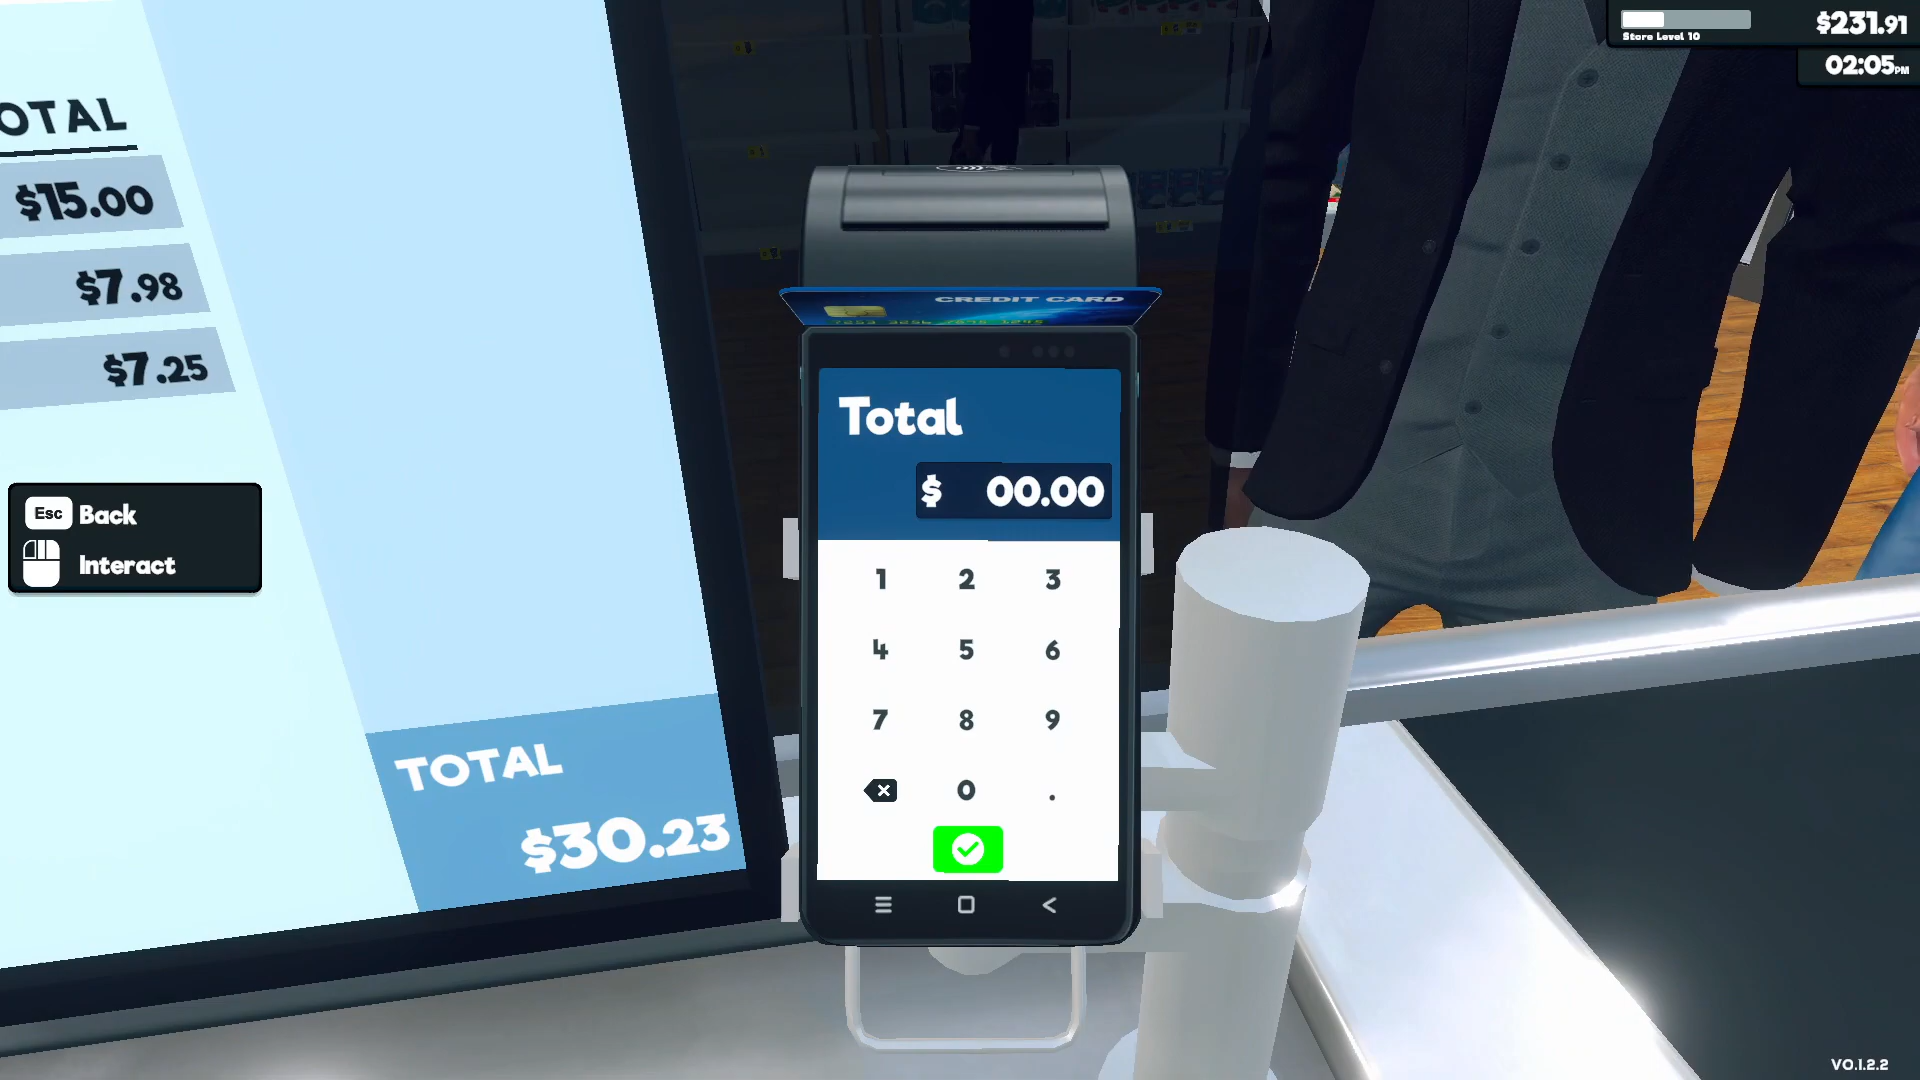 $231.91
Store Level 10
02:05PM
OTAL
$15.00
$7.98
$7.25
CREDIT CARD
Total
$ 00.00
Esc Back
Interact
1 2 3
4 5 6
7 8 9
0 .
TOTAL
$30.23
V0.1.2.2